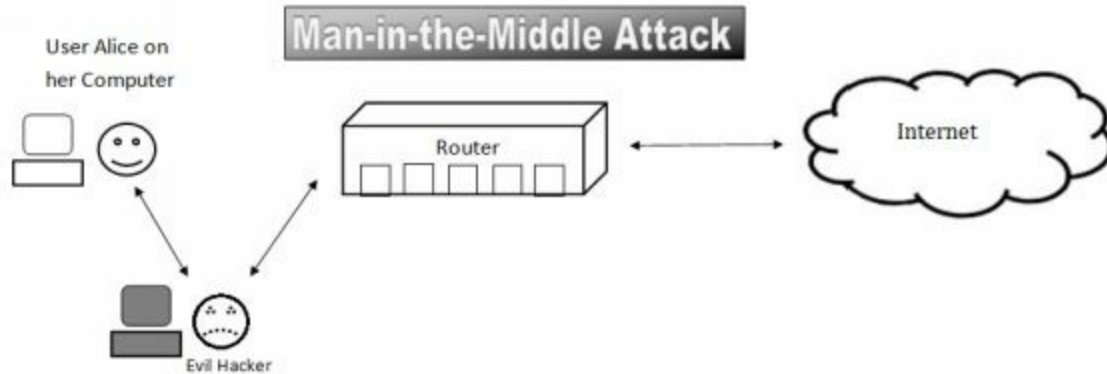 Man-in-the-Middle Attack
User Alice on
her Computer
Router
Internet
Evil Hacker